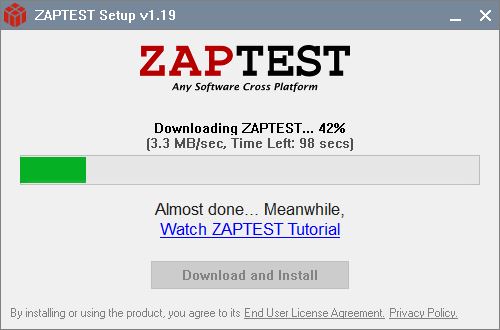 ZAPTEST Setup v1.19
ZAPTEST
Any Software Cross Platform
Downloading ZAPTEST... 42%
(3.3 MB/sec, Time Left: 98 secs)
Almost done... Meanwhile,
Watch ZAPTEST Tutorial
Download and Install
By installing or using the product, you agree to its End User License Agreement. Privacy Policy.